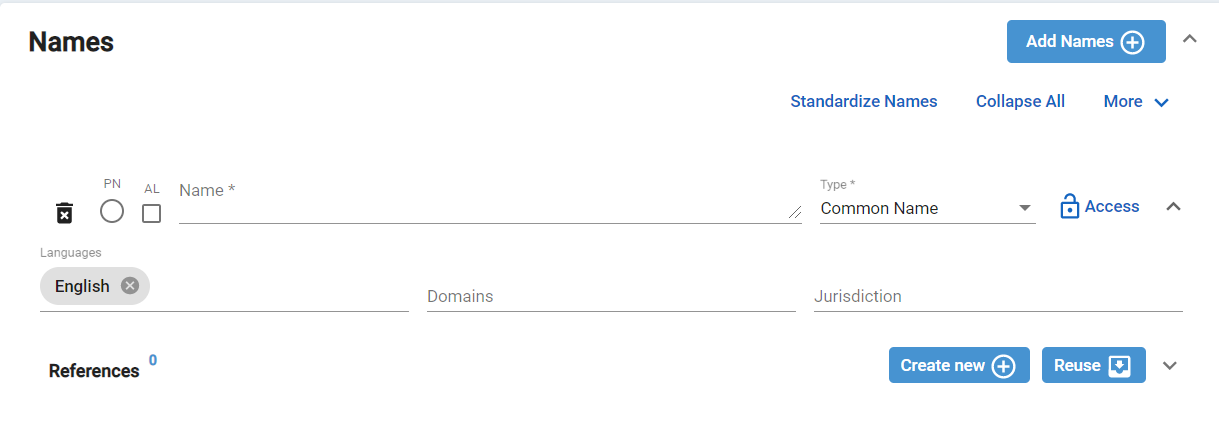 Names
Add Names
Standardize Names Collapse All More
PN AL Name * Type *
Common Name Access
Languages
English Domains Jurisdiction
References 0 Create new Reuse